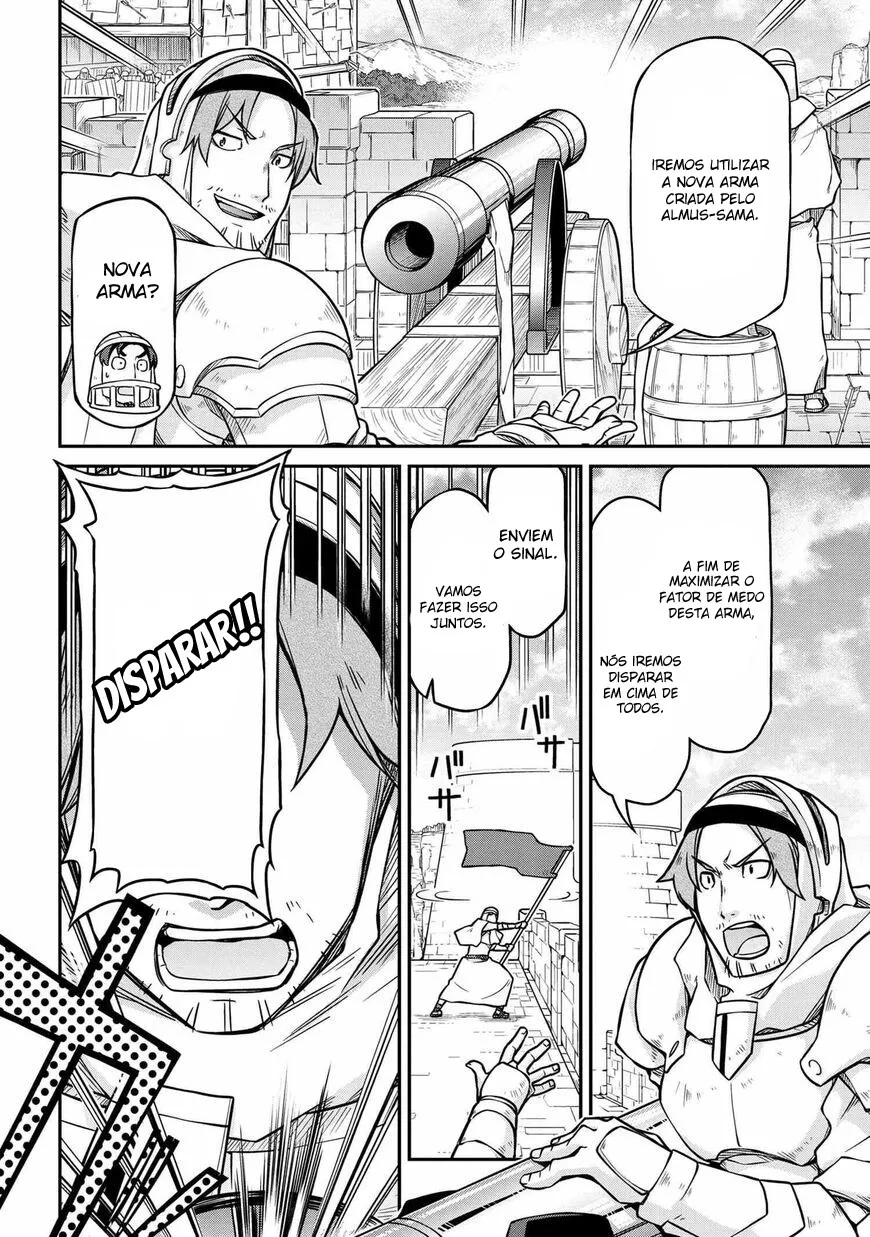 IREMOS UTILIZAR
A NOVA ARMA
CRIADA PELO
ALMUS-SAMA.
NOVA
ARMA?
A FIM DE
MAXIMIZAR O
FATOR DE MEDO
DESTA ARMA,
NÓS IREMOS
DISPARAR
EM CIMA DE
TODOS.
ENVIEM
O SINAL.
VAMOS
FAZER ISSO
JUNTOS.
バサ
バサ
DISPARAR!!